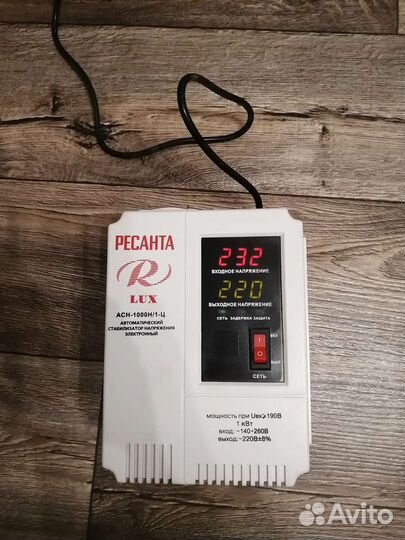 РЕСАНТА
R
LUX
АСН-1000Н/1-Ц
АВТОМАТИЧЕСКИЙ
СТАБИЛИЗАТОР НАПРЯЖЕНИЯ
ЭЛЕКТРОННЫЙ
232
ВХОДНОЕ НАПРЯЖЕНИЕ
220
ВЫХОДНОЕ НАПРЯЖЕНИЕ
СЕТЬ ЗАДЕРЖКА ЗАЩИТА
ВКЛ
ВЫКЛ
СЕТЬ
мощность при Uвх≥190В
1 кВт
вход: ~140÷260В
выход: ~220В±8%
Avito